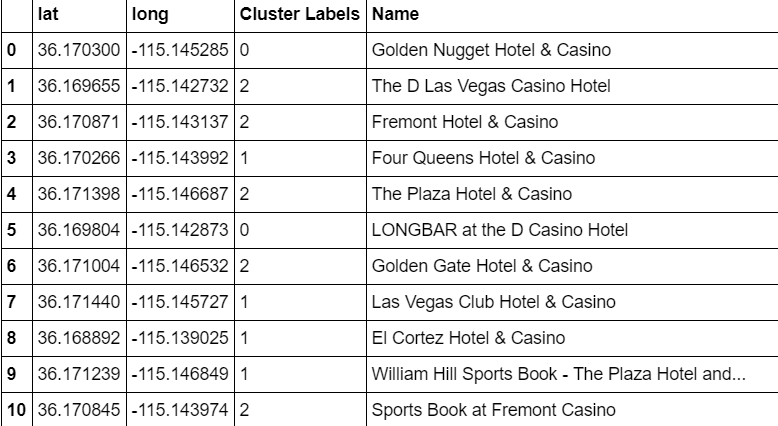 lat long Cluster Labels Name
0 36.170300 -115.145285 0 Golden Nugget Hotel & Casino
1 36.169655 -115.142732 2 The D Las Vegas Casino Hotel
2 36.170871 -115.143137 2 Fremont Hotel & Casino
3 36.170266 -115.143992 1 Four Queens Hotel & Casino
4 36.171398 -115.146687 2 The Plaza Hotel & Casino
5 36.169804 -115.142873 0 LONGBAR at the D Casino Hotel
6 36.171004 -115.146532 2 Golden Gate Hotel & Casino
7 36.171440 -115.145727 1 Las Vegas Club Hotel & Casino
8 36.168892 -115.139025 1 El Cortez Hotel & Casino
9 36.171239 -115.146849 1 William Hill Sports Book - The Plaza Hotel and...
10 36.170845 -115.143974 2 Sports Book at Fremont Casino